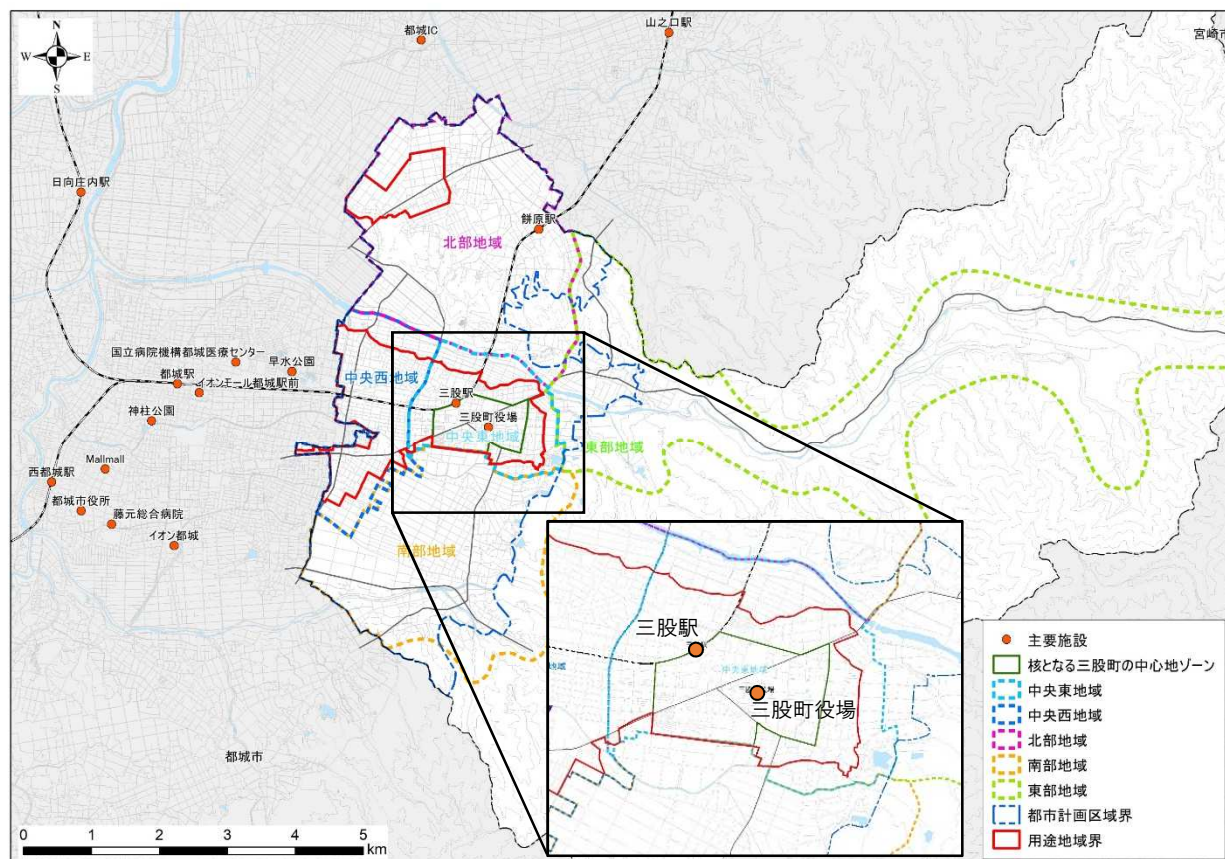 N
W
E
S
都城IC
山之口駅
宮崎市
日向庄内駅
餅原駅
北部地域
国立病院機構都城医療センター
早水公園
都城駅
イオンモール都城駅前
中央西地域
三股駅
神柱公園
三股町役場
中央東地域
東部地域
Mallmall
西都城駅
都城市役所
藤元総合病院
イオン都城
南部地域
三股駅
中央東地域
三股町役場
都城市
0 1 2 3 4 5
km
主要施設
核となる三股町の中心地ゾーン
中央東地域
中央西地域
北部地域
南部地域
東部地域
都市計画区域界
用途地域界